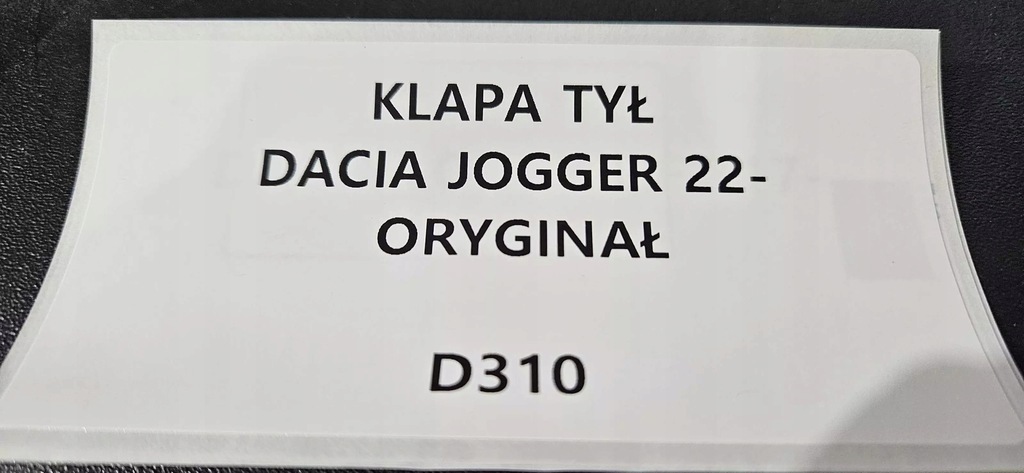 KLAPA TYŁ
DACIA JOGGER 22-
ORYGINAŁ
D310